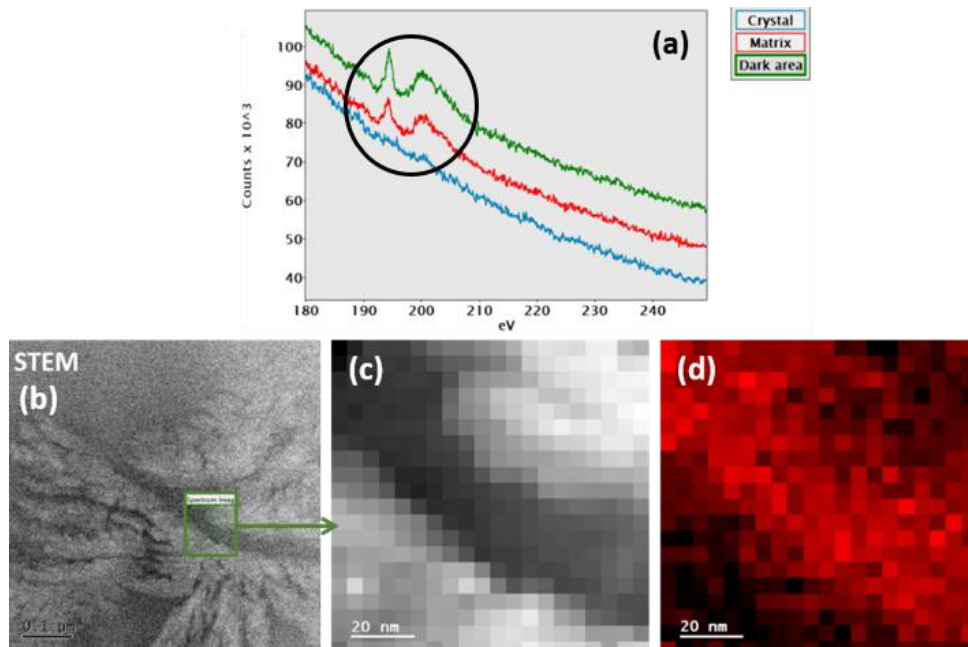 (a)
Crystal
Matrix
Dark area
Counts x 10^3
100
90
80
70
60
50
40
180 190 200 210 220 230 240
eV
STEM
(b)
(c)
(d)
0.1 µm
20 nm
20 nm